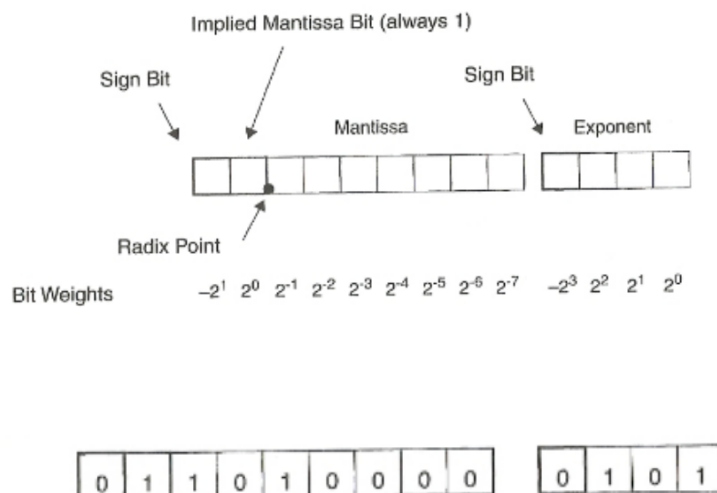 Implied Mantissa Bit (always 1)
Sign Bit
Sign Bit
Mantissa
Exponent
Radix Point
Bit Weights −2¹ 2⁰ 2⁻¹ 2⁻² 2⁻³ 2⁻⁴ 2⁻⁵ 2⁻⁶ 2⁻⁷ −2³ 2² 2¹ 2⁰
0 1 1 0 1 0 0 0 0 0 1 0 1